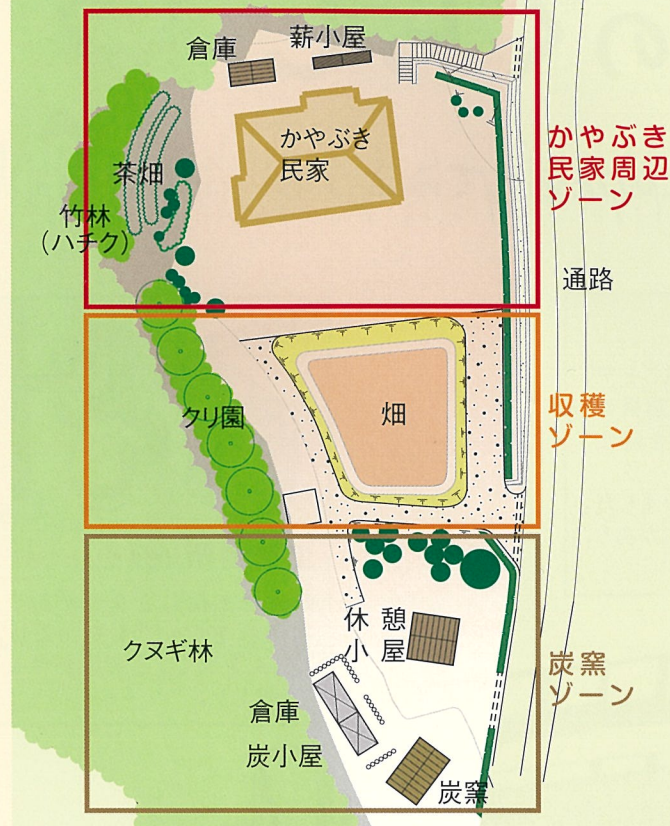 倉庫
薪小屋
かやぶき
民家
茶畑
竹林
(ハチク)
かやぶき
民家周辺
ゾーン
通路
クリ園
畑
収穫
ゾーン
クヌギ林
休憩
小屋
倉庫
炭小屋
炭窯
炭窯
ゾーン